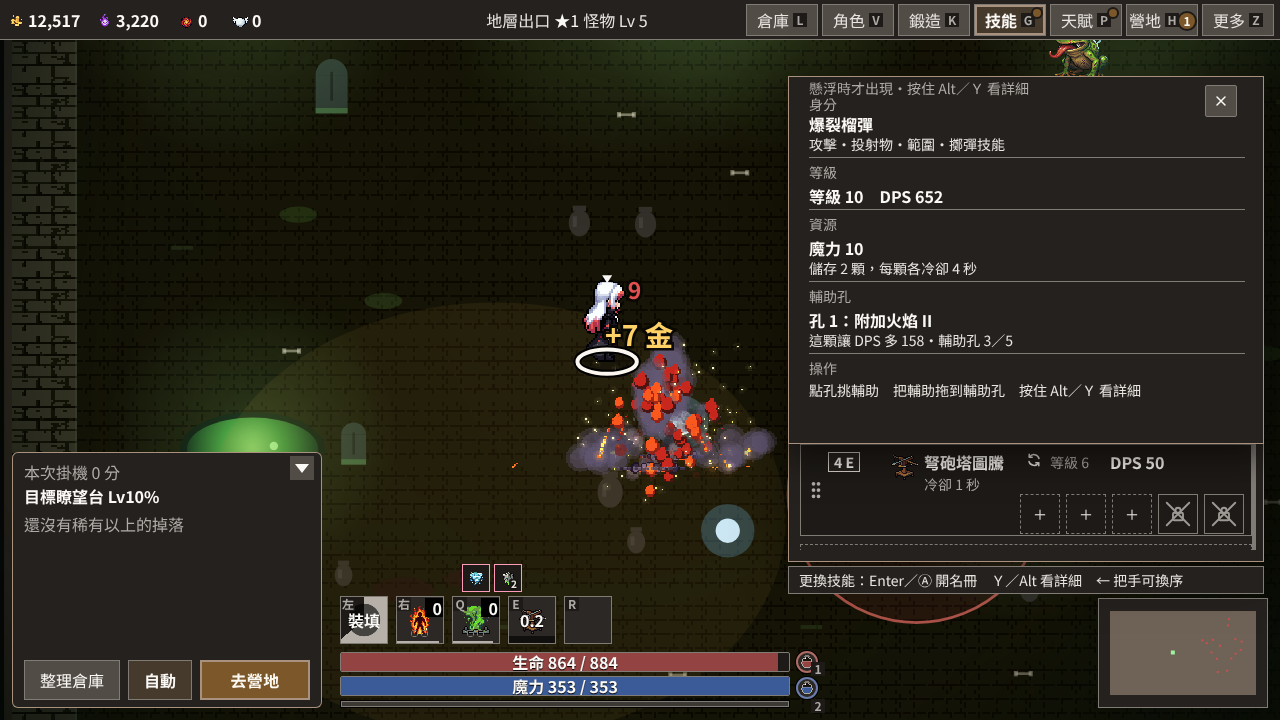 12,517 3,220 0 0 地層出口 ★1 怪物 Lv 5 倉庫 L 角色 V 鍛造 K 技能 G 天賦 P 營地 H 1 更多 Z
懸浮時才出現・按住 Alt／Y 看詳細
身分
爆裂榴彈
攻擊・投射物・範圍・擲彈技能
等級
等級 10 DPS 652
資源
魔力 10
儲存 2 顆，每顆各冷卻 4 秒
輔助孔
孔 1：附加火焰 II
這顆讓 DPS 多 158・輔助孔 3／5
操作
點孔挑輔助 把輔助拖到輔助孔 按住 Alt／Y 看詳細
×
9
+7 金
4 E 弩砲塔圖騰 等級 6 DPS 50
冷卻 1 秒
+ + +
更換技能：Enter／Ⓐ 開名冊 Y／Alt 看詳細 ← 把手可換序
本次掛機 0 分
目標瞭望台 Lv10%
還沒有稀有以上的掉落
整理倉庫 自動 去營地
2
左 裝填 右 0 Q 0 E 0.2 R
生命 864 / 884 1
魔力 353 / 353 2